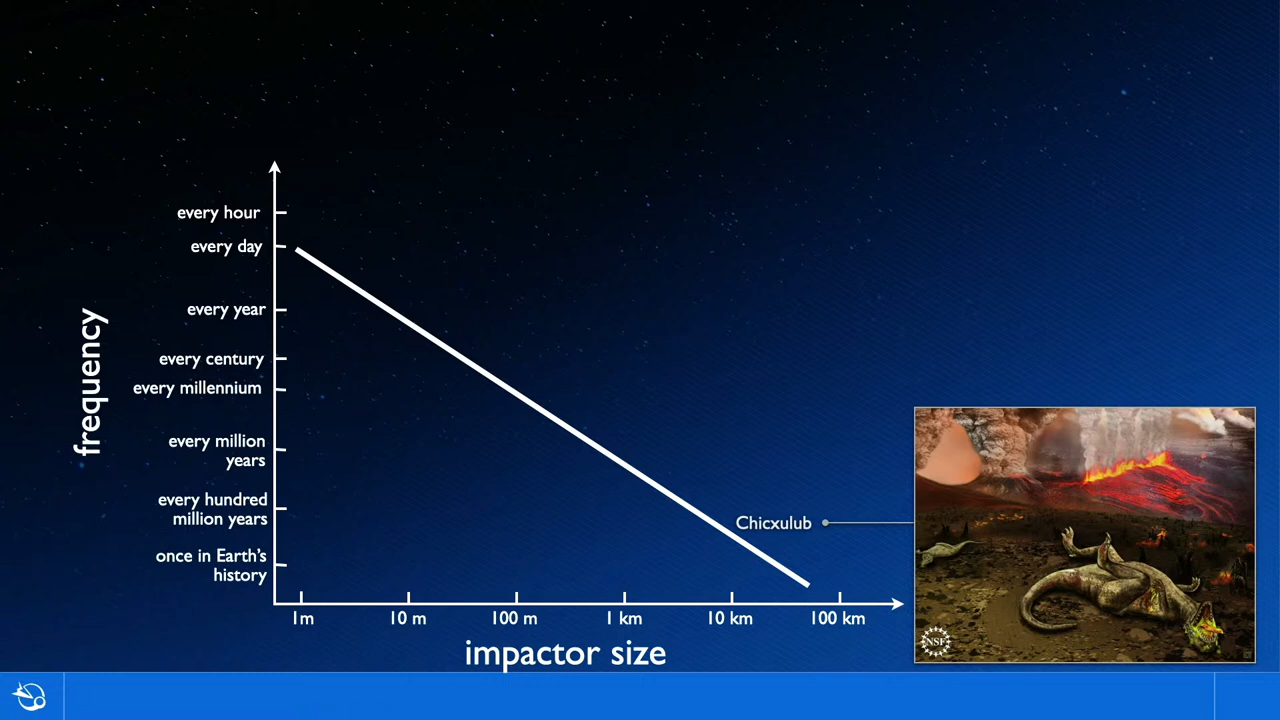 every hour
every day
every year
every century
every millennium
every million
years
every hundred
million years
once in Earth's
history
frequency
1m
10 m
100 m
1 km
10 km
100 km
impactor size
Chicxulub
NSF